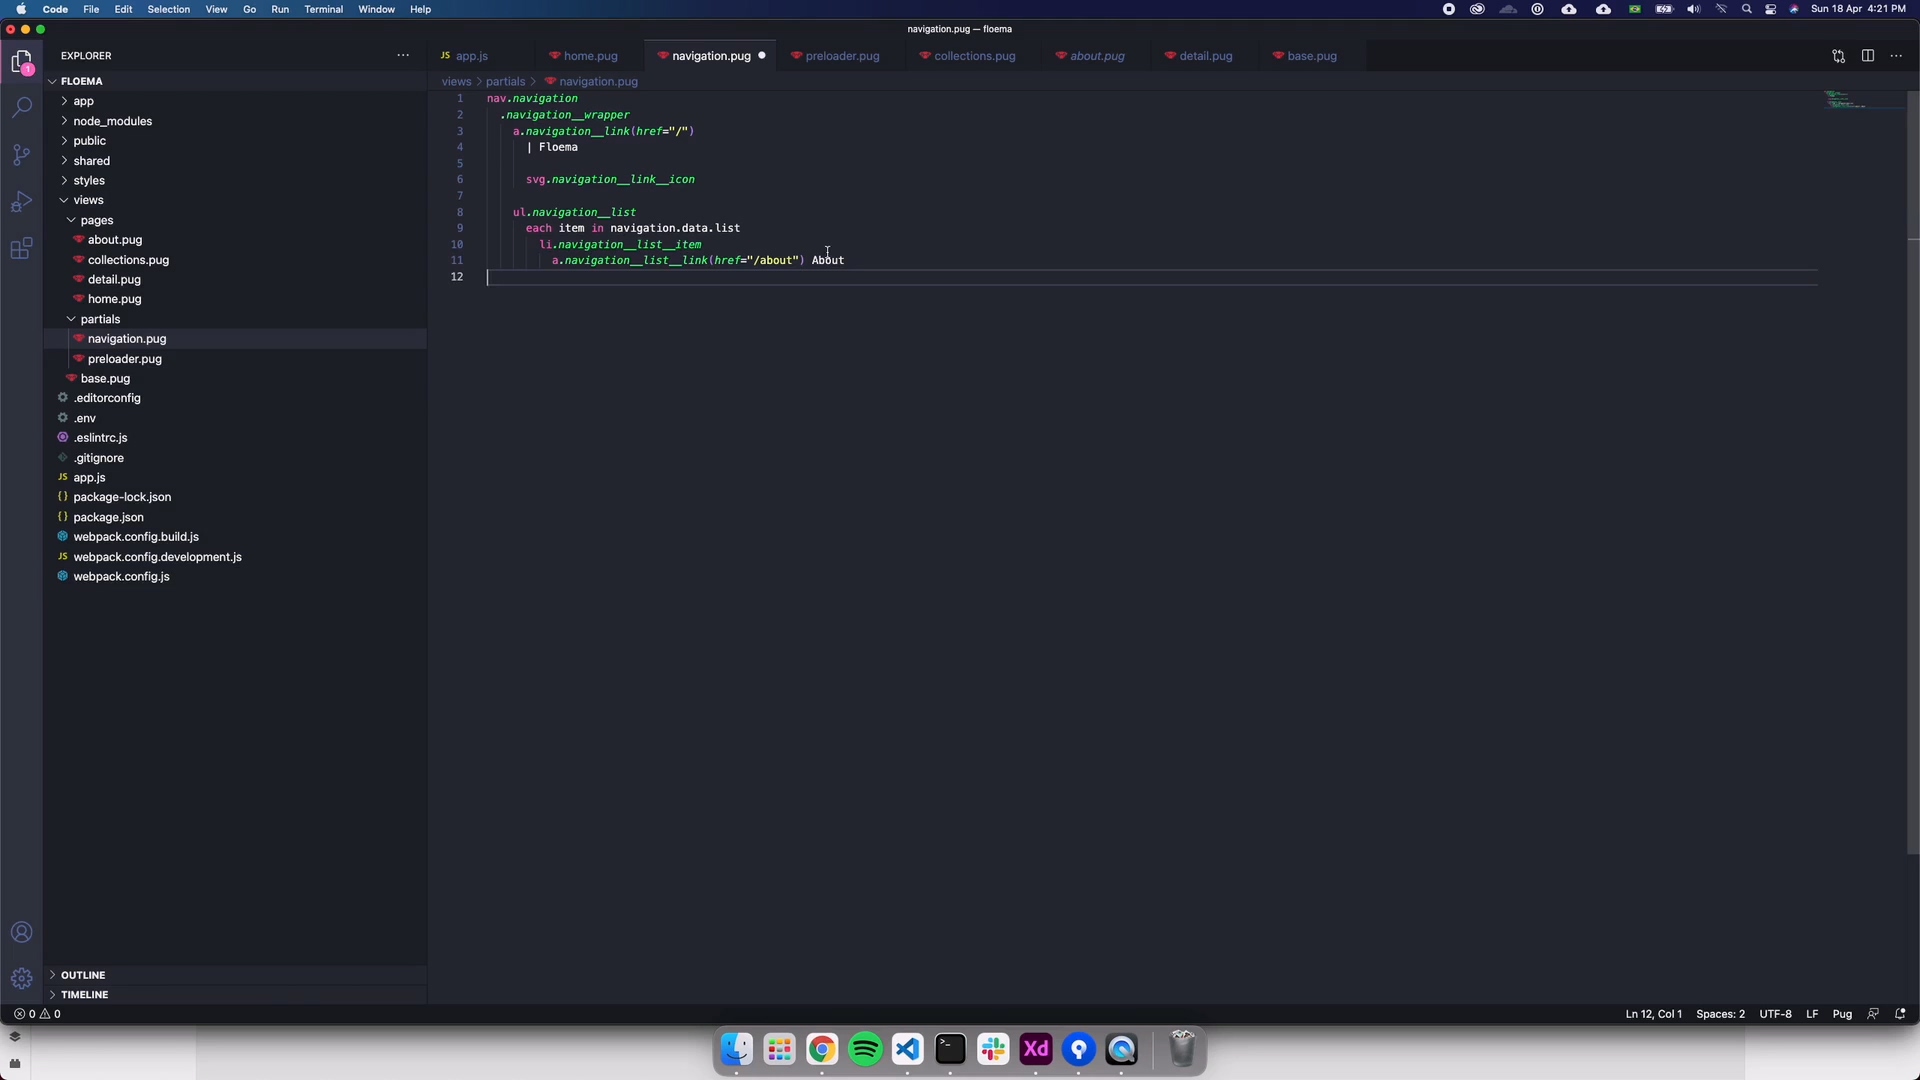 Code File Edit Selection View Go Run Terminal Window Help Sun 18 Apr 4:21 PM
navigation.pug — floema
EXPLORER
JS app.js home.pug navigation.pug preloader.pug collections.pug about.pug detail.pug base.pug
FLOEMA
views > partials > navigation.pug
app
node_modules
public
shared
styles
views
pages
about.pug
collections.pug
detail.pug
home.pug
partials
navigation.pug
preloader.pug
base.pug
.editorconfig
.env
.eslintrc.js
.gitignore
JS app.js
{} package-lock.json
{} package.json
webpack.config.build.js
JS webpack.config.development.js
webpack.config.js
OUTLINE
TIMELINE
1 nav.navigation
2 .navigation__wrapper
3 a.navigation__link(href="/")
4 | Floema
5
6 svg.navigation__link__icon
7
8 ul.navigation__list
9 each item in navigation.data.list
10 li.navigation__list__item
11 a.navigation__list__link(href="/about") About
12
1
0 0 Ln 12, Col 1 Spaces: 2 UTF-8 LF Pug
Xd